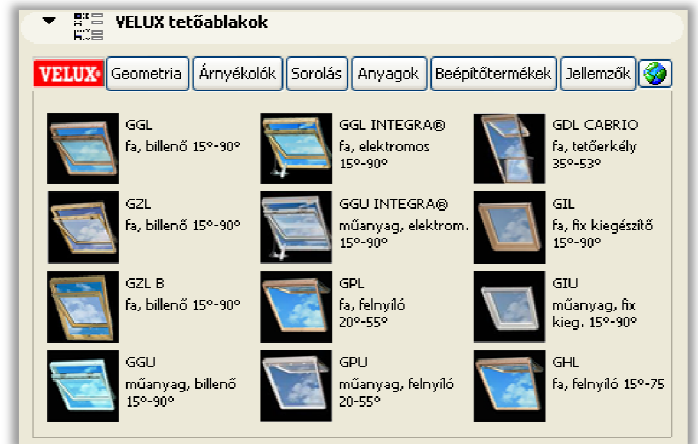 VELUX tetőablakok
VELUX Geometria Árnyékolók Sorolás Anyagok Beépítőtermékek Jellemzők
GGL
fa, billenő 15°-90°
GGL INTEGRA®
fa, elektromos
15°-90°
GDL CABRIO
fa, tetőerkély
35°-53°
GZL
fa, billenő 15°-90°
GGU INTEGRA®
műanyag, elektrom.
15°-90°
GIL
fa, fix kiegészítő
15°-90°
GZL B
fa, billenő 15°-90°
GPL
fa, felnyíló
20°-55°
GIU
műanyag, fix
kieg. 15°-90°
GGU
műanyag, billenő
15°-90°
GPU
műanyag, felnyíló
20-55°
GHL
fa, felnyíló 15°-75